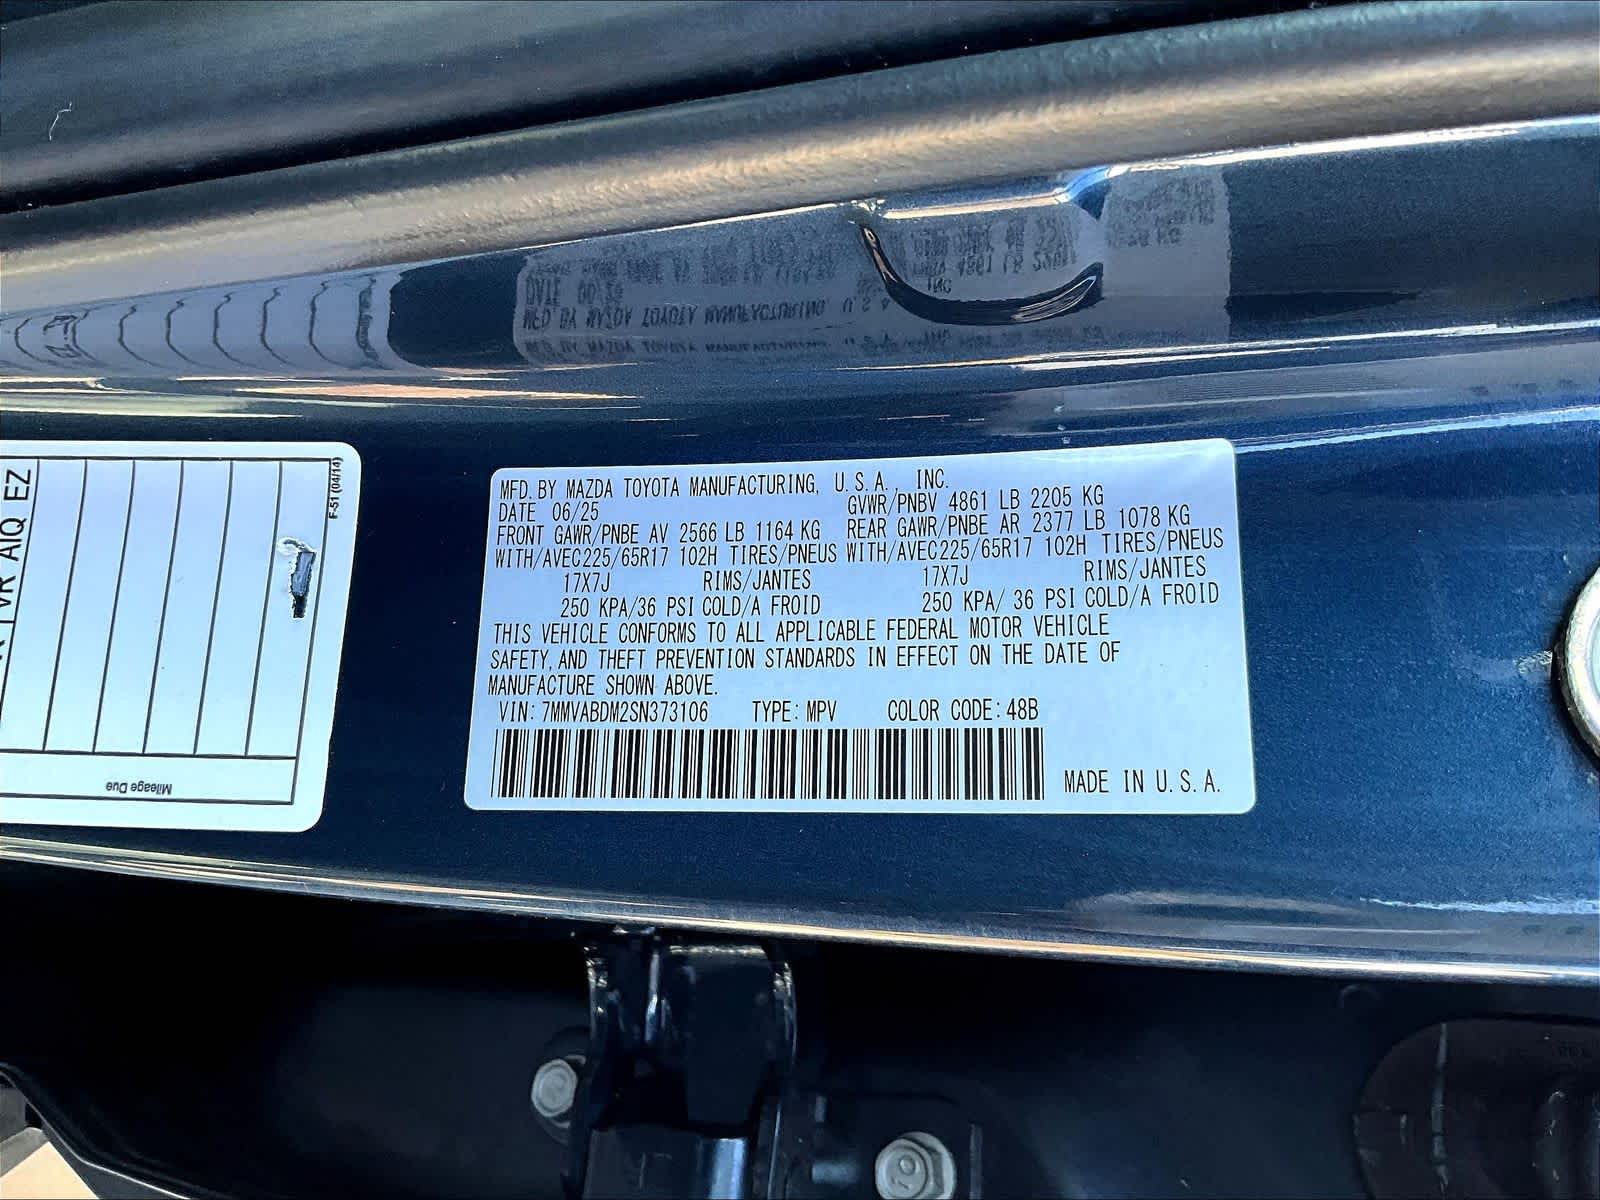 MFD. BY MAZDA TOYOTA MANUFACTURING, U.S.A., INC.
DATE 06/25 GVWR/PNBV 4861 LB 2205 KG
FRONT GAWR/PNBE AV 2566 LB 1164 KG REAR GAWR/PNBE AR 2377 LB 1078 KG
WITH/AVEC225/65R17 102H TIRES/PNEUS WITH/AVEC225/65R17 102H TIRES/PNEUS
17X7J RIMS/JANTES 17X7J RIMS/JANTES
250 KPA/36 PSI COLD/A FROID 250 KPA/ 36 PSI COLD/A FROID
THIS VEHICLE CONFORMS TO ALL APPLICABLE FEDERAL MOTOR VEHICLE
SAFETY, AND THEFT PREVENTION STANDARDS IN EFFECT ON THE DATE OF
MANUFACTURE SHOWN ABOVE.
VIN: 7MMVABDM2SN373106 TYPE: MPV COLOR CODE: 48B
MADE IN U.S.A.
F-51 (04/14)
EZ
Mileage Due
10